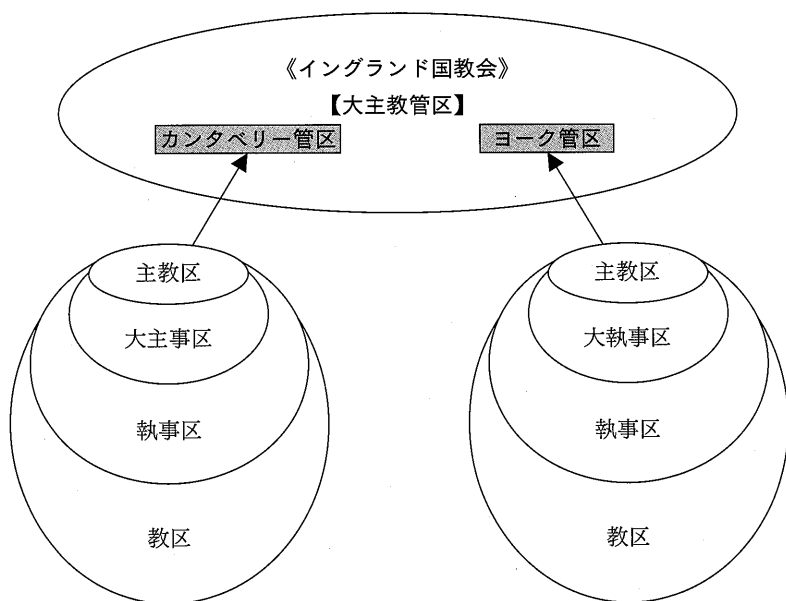 《イングランド国教会》
【大主教管区】
カンタベリー管区
ヨーク管区
主教区
大主事区
執事区
教区
主教区
大執事区
執事区
教区